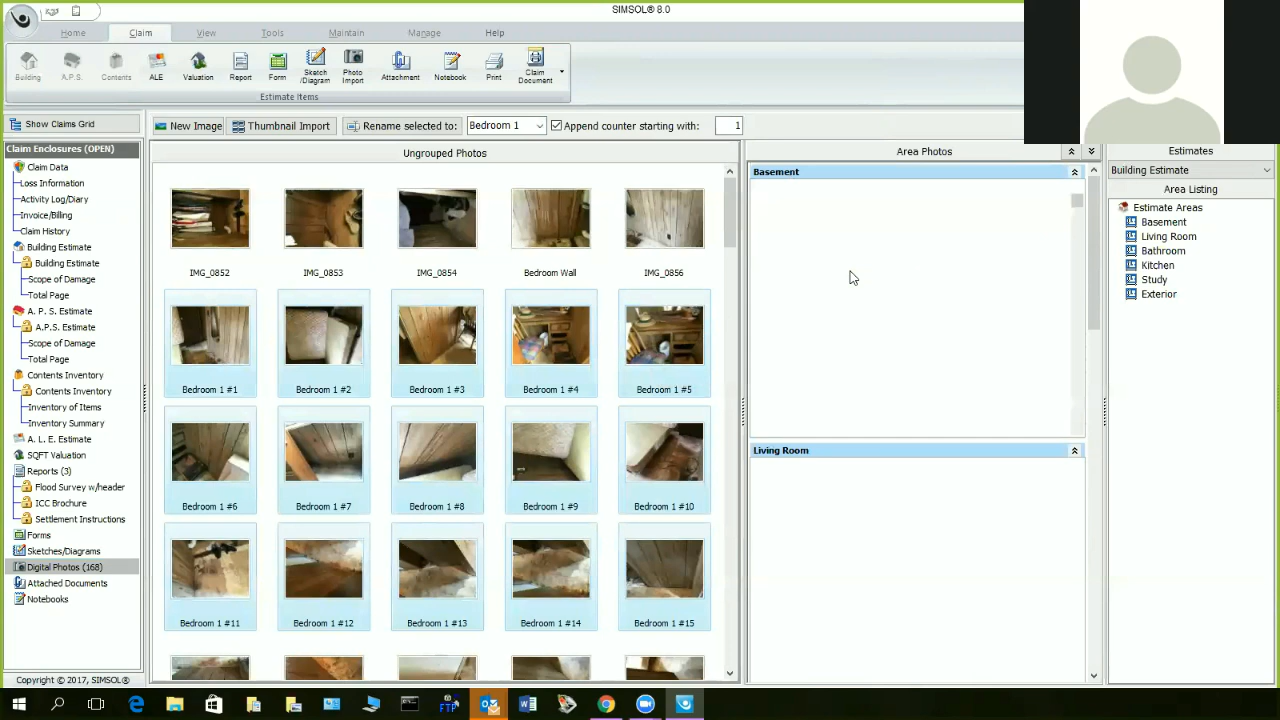 SIMSOL® 8.0
Home Claim View Tools Maintain Manage Help
Building A.P.S. Contents ALE Valuation Report Form Sketch /Diagram Photo Import Attachment Notebook Print Claim Document
Estimate Items
Show Claims Grid
New Image Thumbnail Import Rename selected to: Bedroom 1 Append counter starting with: 1
Claim Enclosures (OPEN)
Claim Data
Loss Information
Activity Log/Diary
Invoice/Billing
Claim History
Building Estimate
Building Estimate
Scope of Damage
Total Page
A. P. S. Estimate
A.P.S. Estimate
Scope of Damage
Total Page
Contents Inventory
Contents Inventory
Inventory of Items
Inventory Summary
A. L. E. Estimate
SQFT Valuation
Reports (3)
Flood Survey w/header
ICC Brochure
Settlement Instructions
Forms
Sketches/Diagrams
Digital Photos (168)
Attached Documents
Notebooks
Copyright © 2017, SIMSOL®
Ungrouped Photos
IMG_0852 IMG_0853 IMG_0854 Bedroom Wall IMG_0856
Bedroom 1 #1 Bedroom 1 #2 Bedroom 1 #3 Bedroom 1 #4 Bedroom 1 #5
Bedroom 1 #6 Bedroom 1 #7 Bedroom 1 #8 Bedroom 1 #9 Bedroom 1 #10
Bedroom 1 #11 Bedroom 1 #12 Bedroom 1 #13 Bedroom 1 #14 Bedroom 1 #15
Area Photos
Basement
Living Room
Estimates
Building Estimate
Area Listing
Estimate Areas
Basement
Living Room
Bathroom
Kitchen
Study
Exterior
FTP